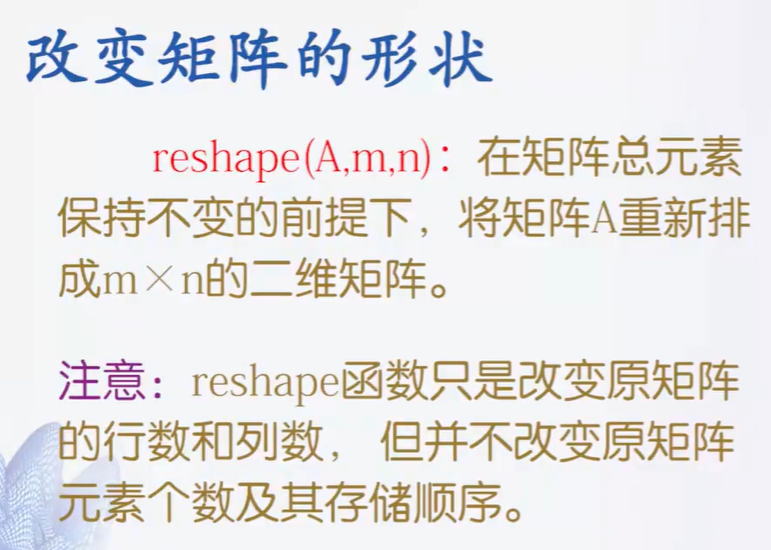 改变矩阵的形状
reshape(A,m,n)：在矩阵总元素
保持不变的前提下，将矩阵A重新排
成m×n的二维矩阵。
注意：reshape函数只是改变原矩阵
的行数和列数，但并不改变原矩阵
元素个数及其存储顺序。